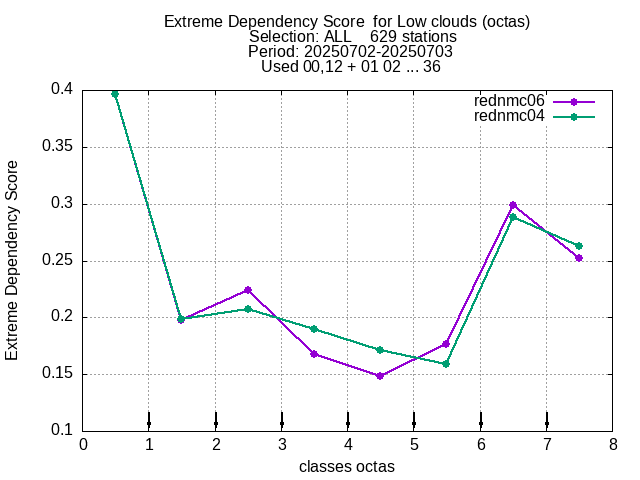 Extreme Dependency Score  for Low clouds (octas)
Selection: ALL    629 stations
Period: 20250702-20250703
Used 00,12 + 01 02 ... 36
rednmc06
rednmc04
Extreme Dependency Score
0.4
0.35
0.3
0.25
0.2
0.15
0.1
0 1 2 3 4 5 6 7 8
classes octas